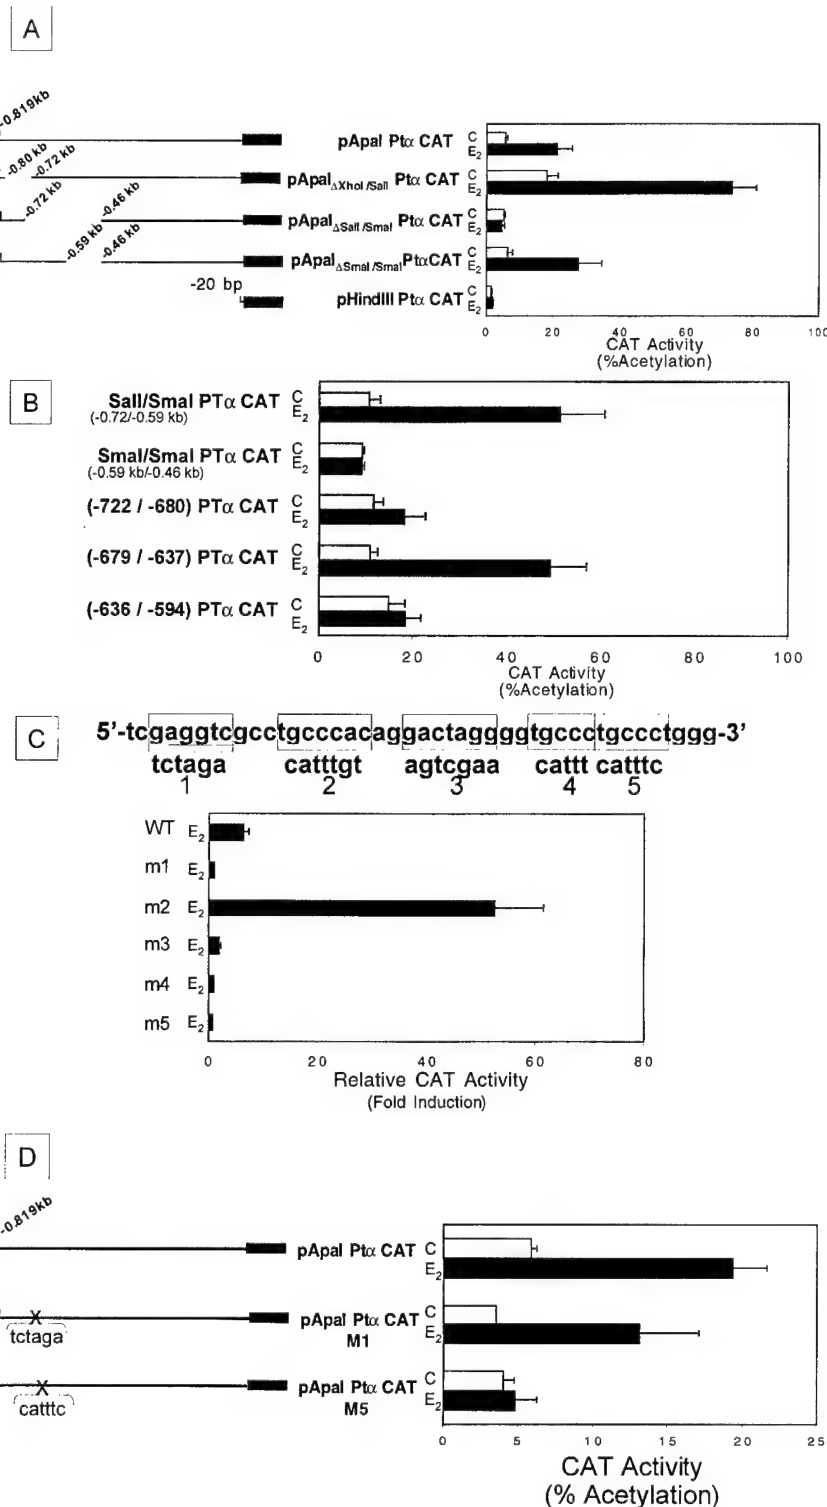 A
-0.819kb
pApaI Ptα CAT C
E2
-0.80 kb
-0.72 kb
pApaIΔXhoI/SalI Ptα CAT C
E2
-0.72 kb
-0.46 kb
pApaIΔSalI/SmaI Ptα CAT C
E2
-0.59 kb
-0.46 kb
pApaIΔSmaI/SmaI PtαCAT C
E2
-20 bp
pHindIII Ptα CAT C
E2
0 20 40 60 80 100
CAT Activity
(%Acetylation)
B
SalI/SmaI PTα CAT C
(-0.72/-0.59 kb) E2
SmaI/SmaI PTα CAT C
(-0.59 kb/-0.46 kb) E2
(-722 / -680) PTα CAT C
E2
(-679 / -637) PTα CAT C
E2
(-636 / -594) PTα CAT C
E2
0 20 40 60 80 100
CAT Activity
(%Acetylation)
C
5'-tcgaggtcgcctgcccacaggactaggggtgccctgccctggg-3'
tctaga catttgt agtcgaa cattt catttc
1 2 3 4 5
WT E2
m1 E2
m2 E2
m3 E2
m4 E2
m5 E2
0 20 40 60 80
Relative CAT Activity
(Fold Induction)
D
-0.819kb
pApaI Ptα CAT C
E2
X
tctaga
pApaI Ptα CAT C
M1 E2
X
catttc
pApaI Ptα CAT C
M5 E2
0 5 10 15 20 25
CAT Activity
(% Acetylation)